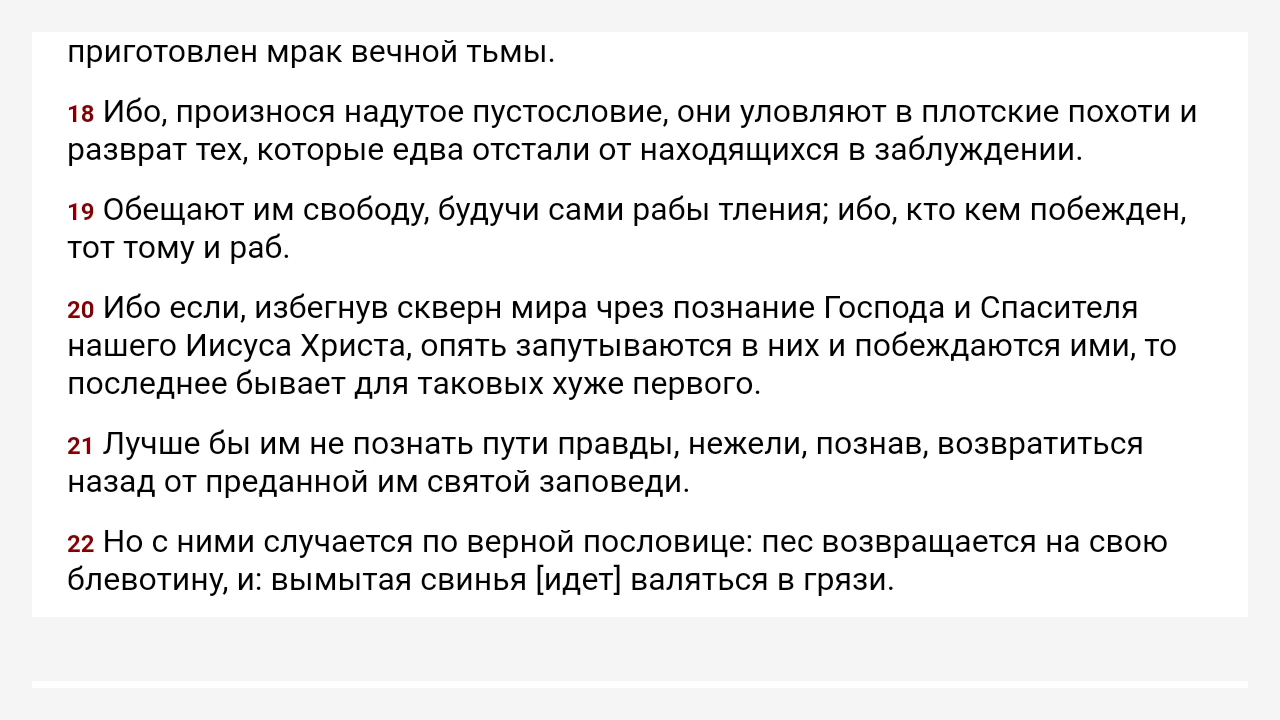 приготовлен мрак вечной тьмы.
18 Ибо, произнося надутое пустословие, они уловляют в плотские похоти и
разврат тех, которые едва отстали от находящихся в заблуждении.
19 Обещают им свободу, будучи сами рабы тления; ибо, кто кем побежден,
тот тому и раб.
20 Ибо если, избегнув скверн мира чрез познание Господа и Спасителя
нашего Иисуса Христа, опять запутываются в них и побеждаются ими, то
последнее бывает для таковых хуже первого.
21 Лучше бы им не познать пути правды, нежели, познав, возвратиться
назад от преданной им святой заповеди.
22 Но с ними случается по верной пословице: пес возвращается на свою
блевотину, и: вымытая свинья [идет] валяться в грязи.